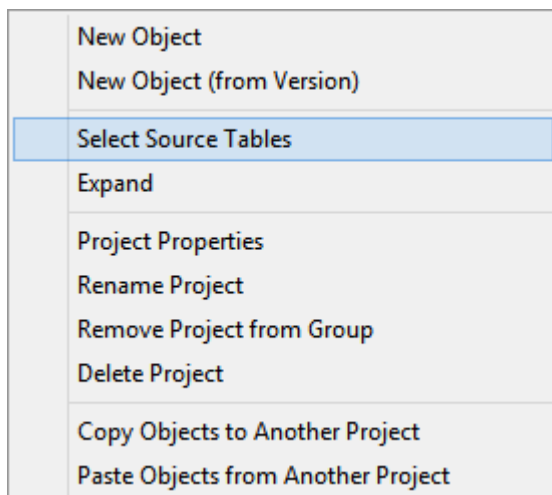 New Object
New Object (from Version)
Select Source Tables
Expand
Project Properties
Rename Project
Remove Project from Group
Delete Project
Copy Objects to Another Project
Paste Objects from Another Project